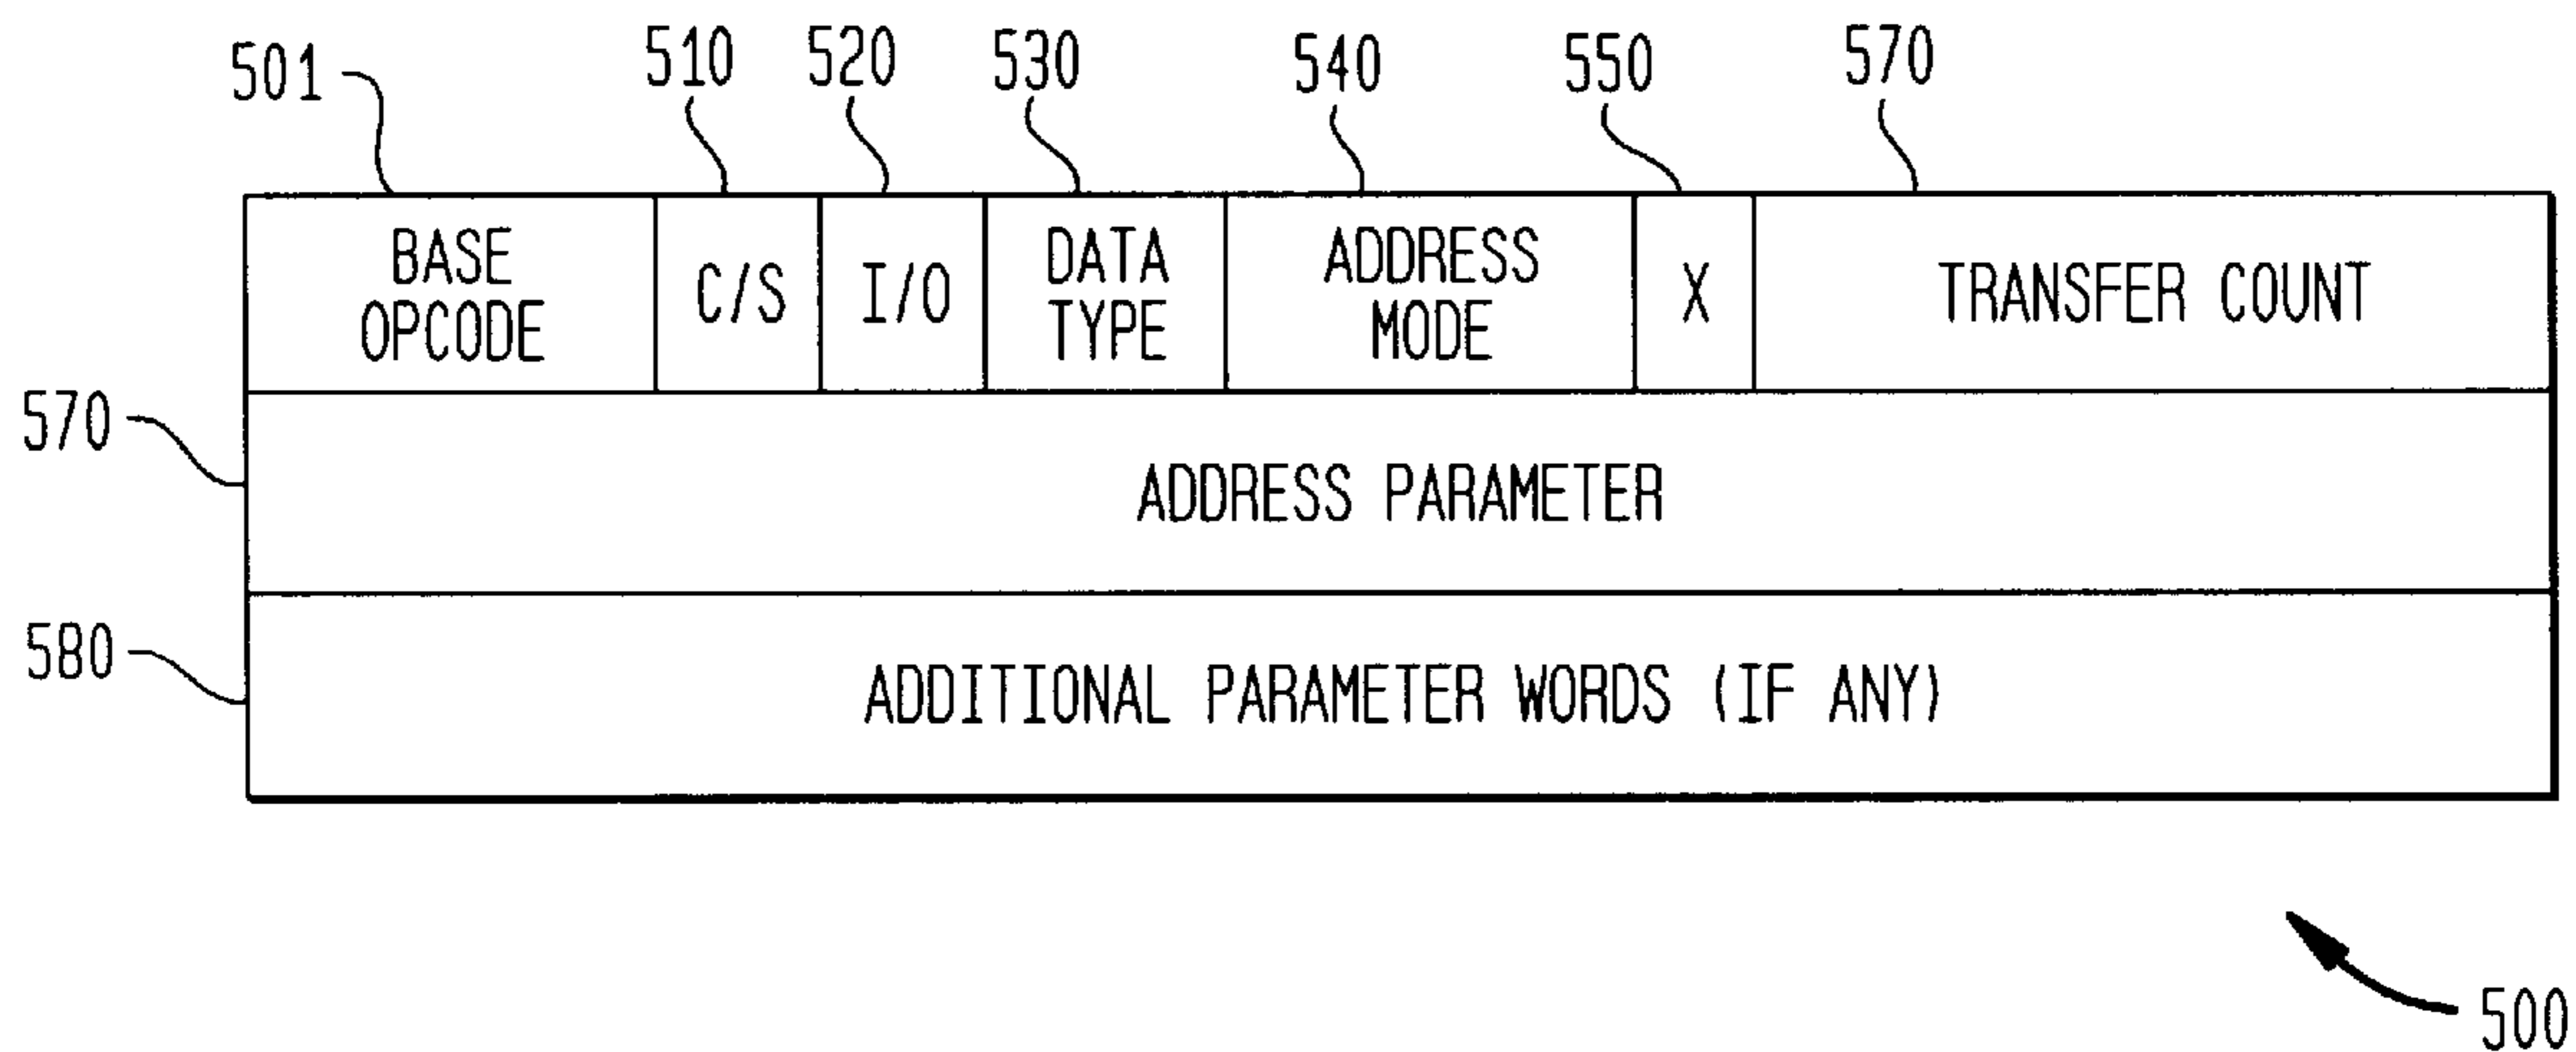 501 510 520 530 540 550 570
BASE OPCODE C/S I/O DATA TYPE ADDRESS MODE X TRANSFER COUNT
570 ADDRESS PARAMETER
580 ADDITIONAL PARAMETER WORDS (IF ANY)
500